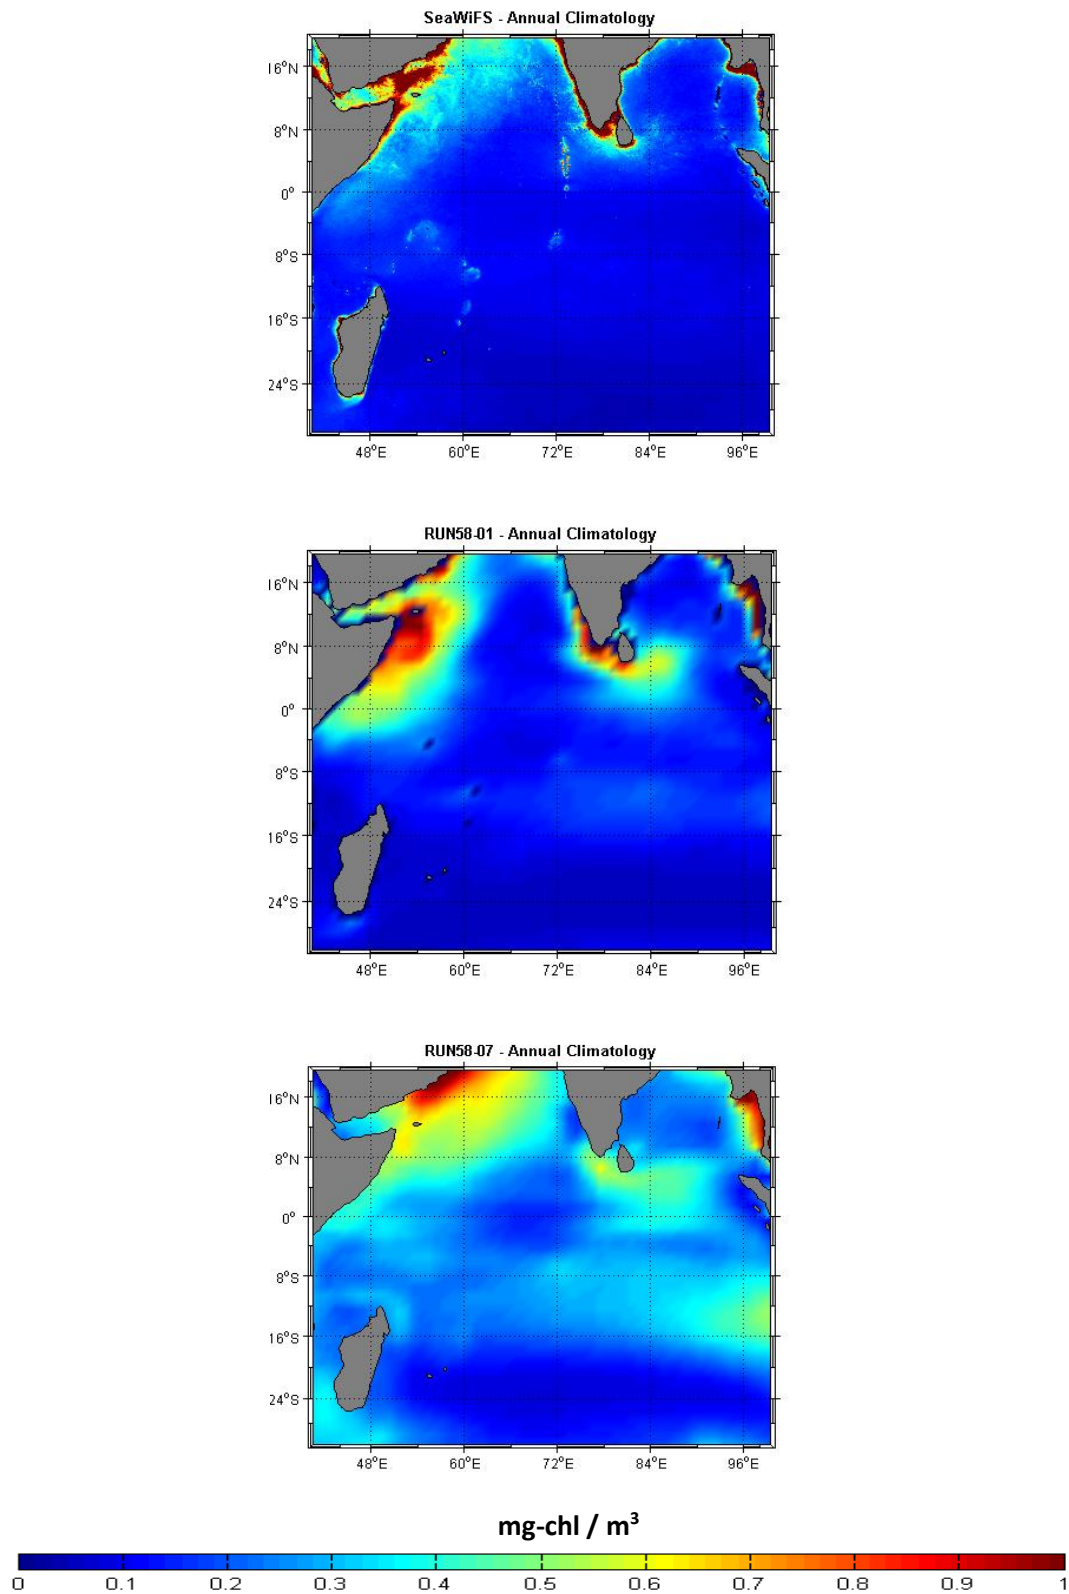 SeaWiFS - Annual Climatology
16°N
8°N
0°
8°S
16°S
24°S
48°E 60°E 72°E 84°E 96°E
RUN58-01 - Annual Climatology
16°N
8°N
0°
8°S
16°S
24°S
48°E 60°E 72°E 84°E 96°E
RUN58-07 - Annual Climatology
16°N
8°N
0°
8°S
16°S
24°S
48°E 60°E 72°E 84°E 96°E
mg-chl / m³
0 0.1 0.2 0.3 0.4 0.5 0.6 0.7 0.8 0.9 1